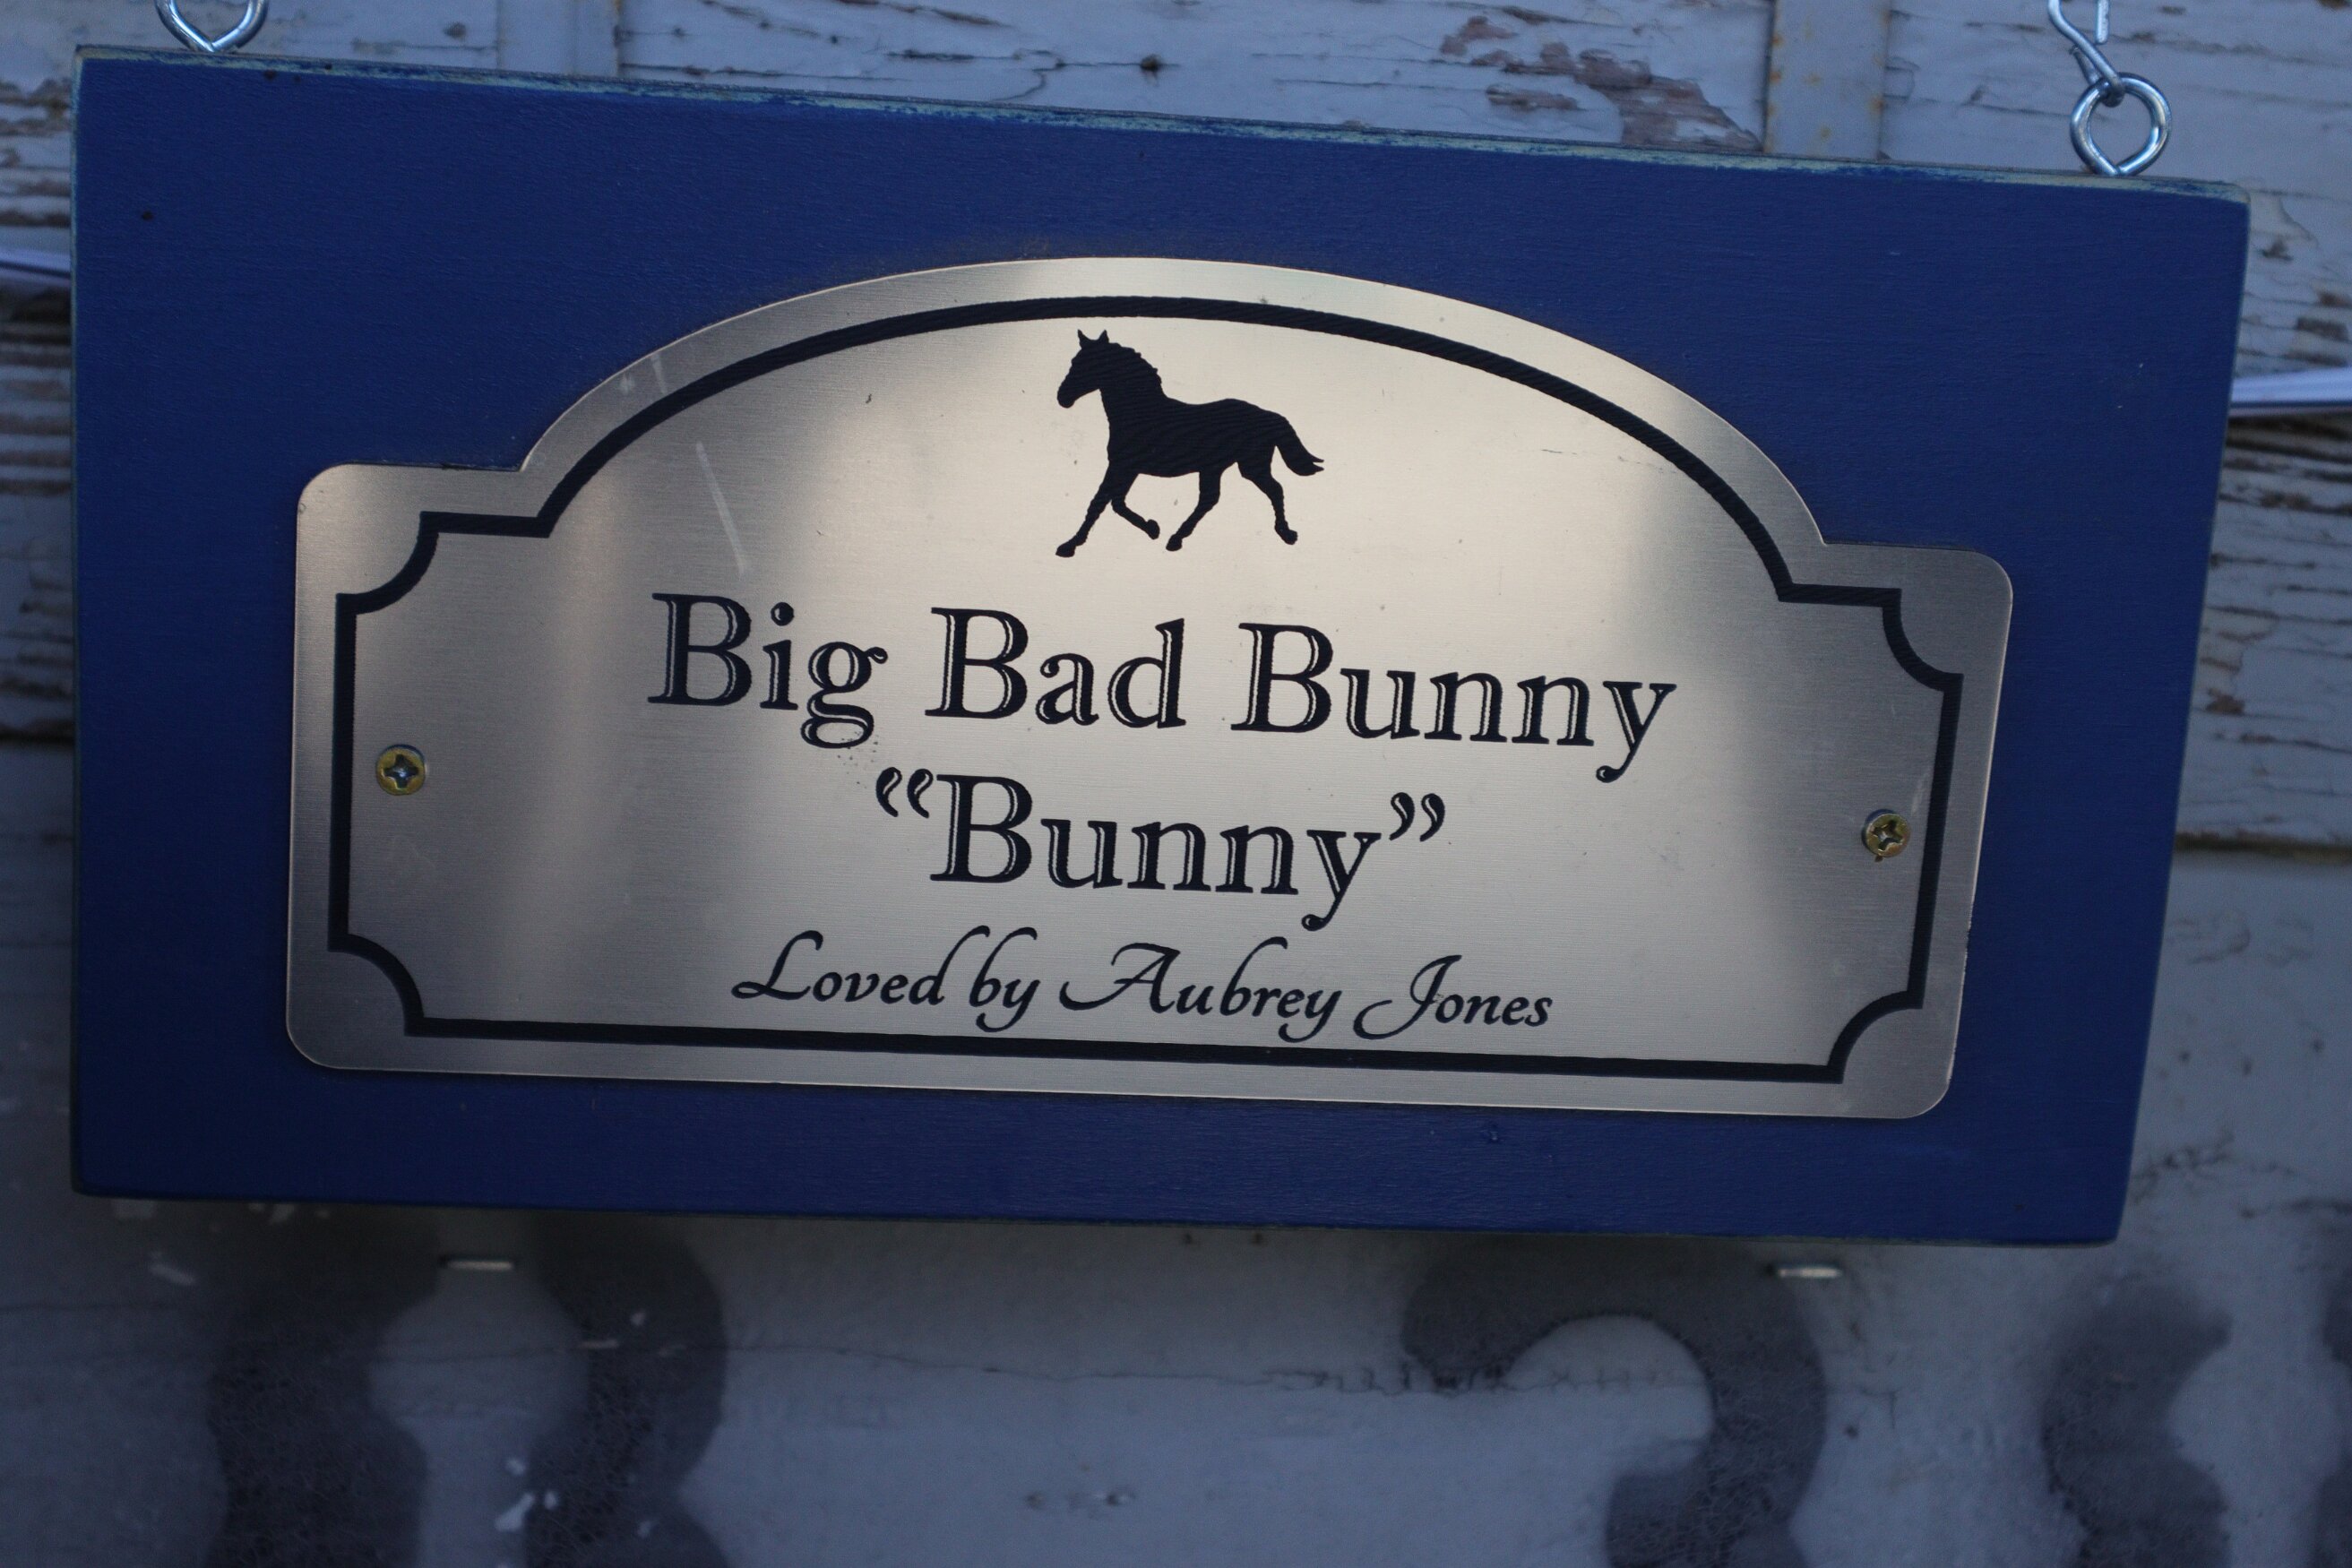 Big Bad Bunny
“Bunny”
Loved by Aubrey Jones